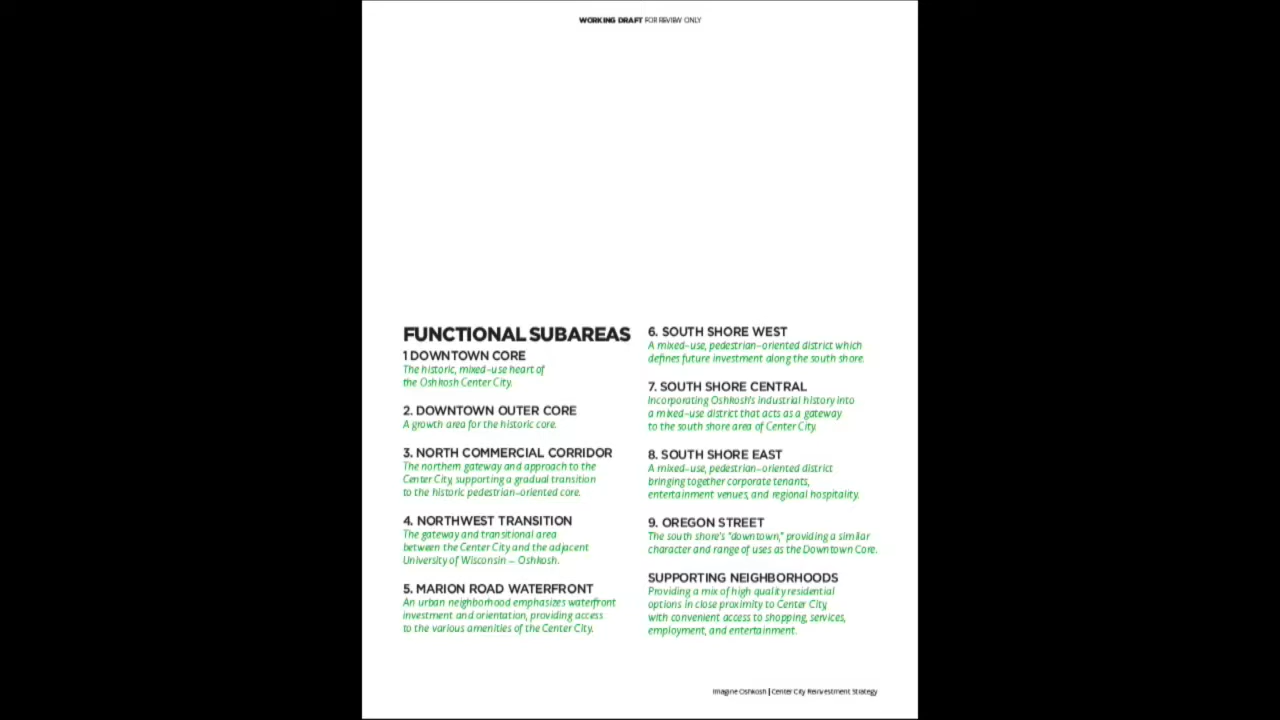 WORKING DRAFT FOR REVIEW ONLY
FUNCTIONAL SUBAREAS
1 DOWNTOWN CORE
The historic, mixed-use heart of
the Oshkosh Center City.
2. DOWNTOWN OUTER CORE
A growth area for the historic core.
3. NORTH COMMERCIAL CORRIDOR
The northern gateway and approach to the
Center City, supporting a gradual transition
to the historic pedestrian-oriented core.
4. NORTHWEST TRANSITION
The gateway and transitional area
between the Center City and the adjacent
University of Wisconsin – Oshkosh.
5. MARION ROAD WATERFRONT
An urban neighborhood emphasizes waterfront
investment and orientation, providing access
to the various amenities of the Center City.
6. SOUTH SHORE WEST
A mixed-use, pedestrian-oriented district which
defines future investment along the south shore.
7. SOUTH SHORE CENTRAL
Incorporating Oshkosh's industrial history into
a mixed-use district that acts as a gateway
to the south shore area of Center City.
8. SOUTH SHORE EAST
A mixed-use, pedestrian-oriented district
bringing together corporate tenants,
entertainment venues, and regional hospitality.
9. OREGON STREET
The south shore's "downtown," providing a similar
character and range of uses as the Downtown Core.
SUPPORTING NEIGHBORHOODS
Providing a mix of high quality residential
options in close proximity to Center City,
with convenient access to shopping, services,
employment, and entertainment.
Imagine Oshkosh | Center City Reinvestment Strategy